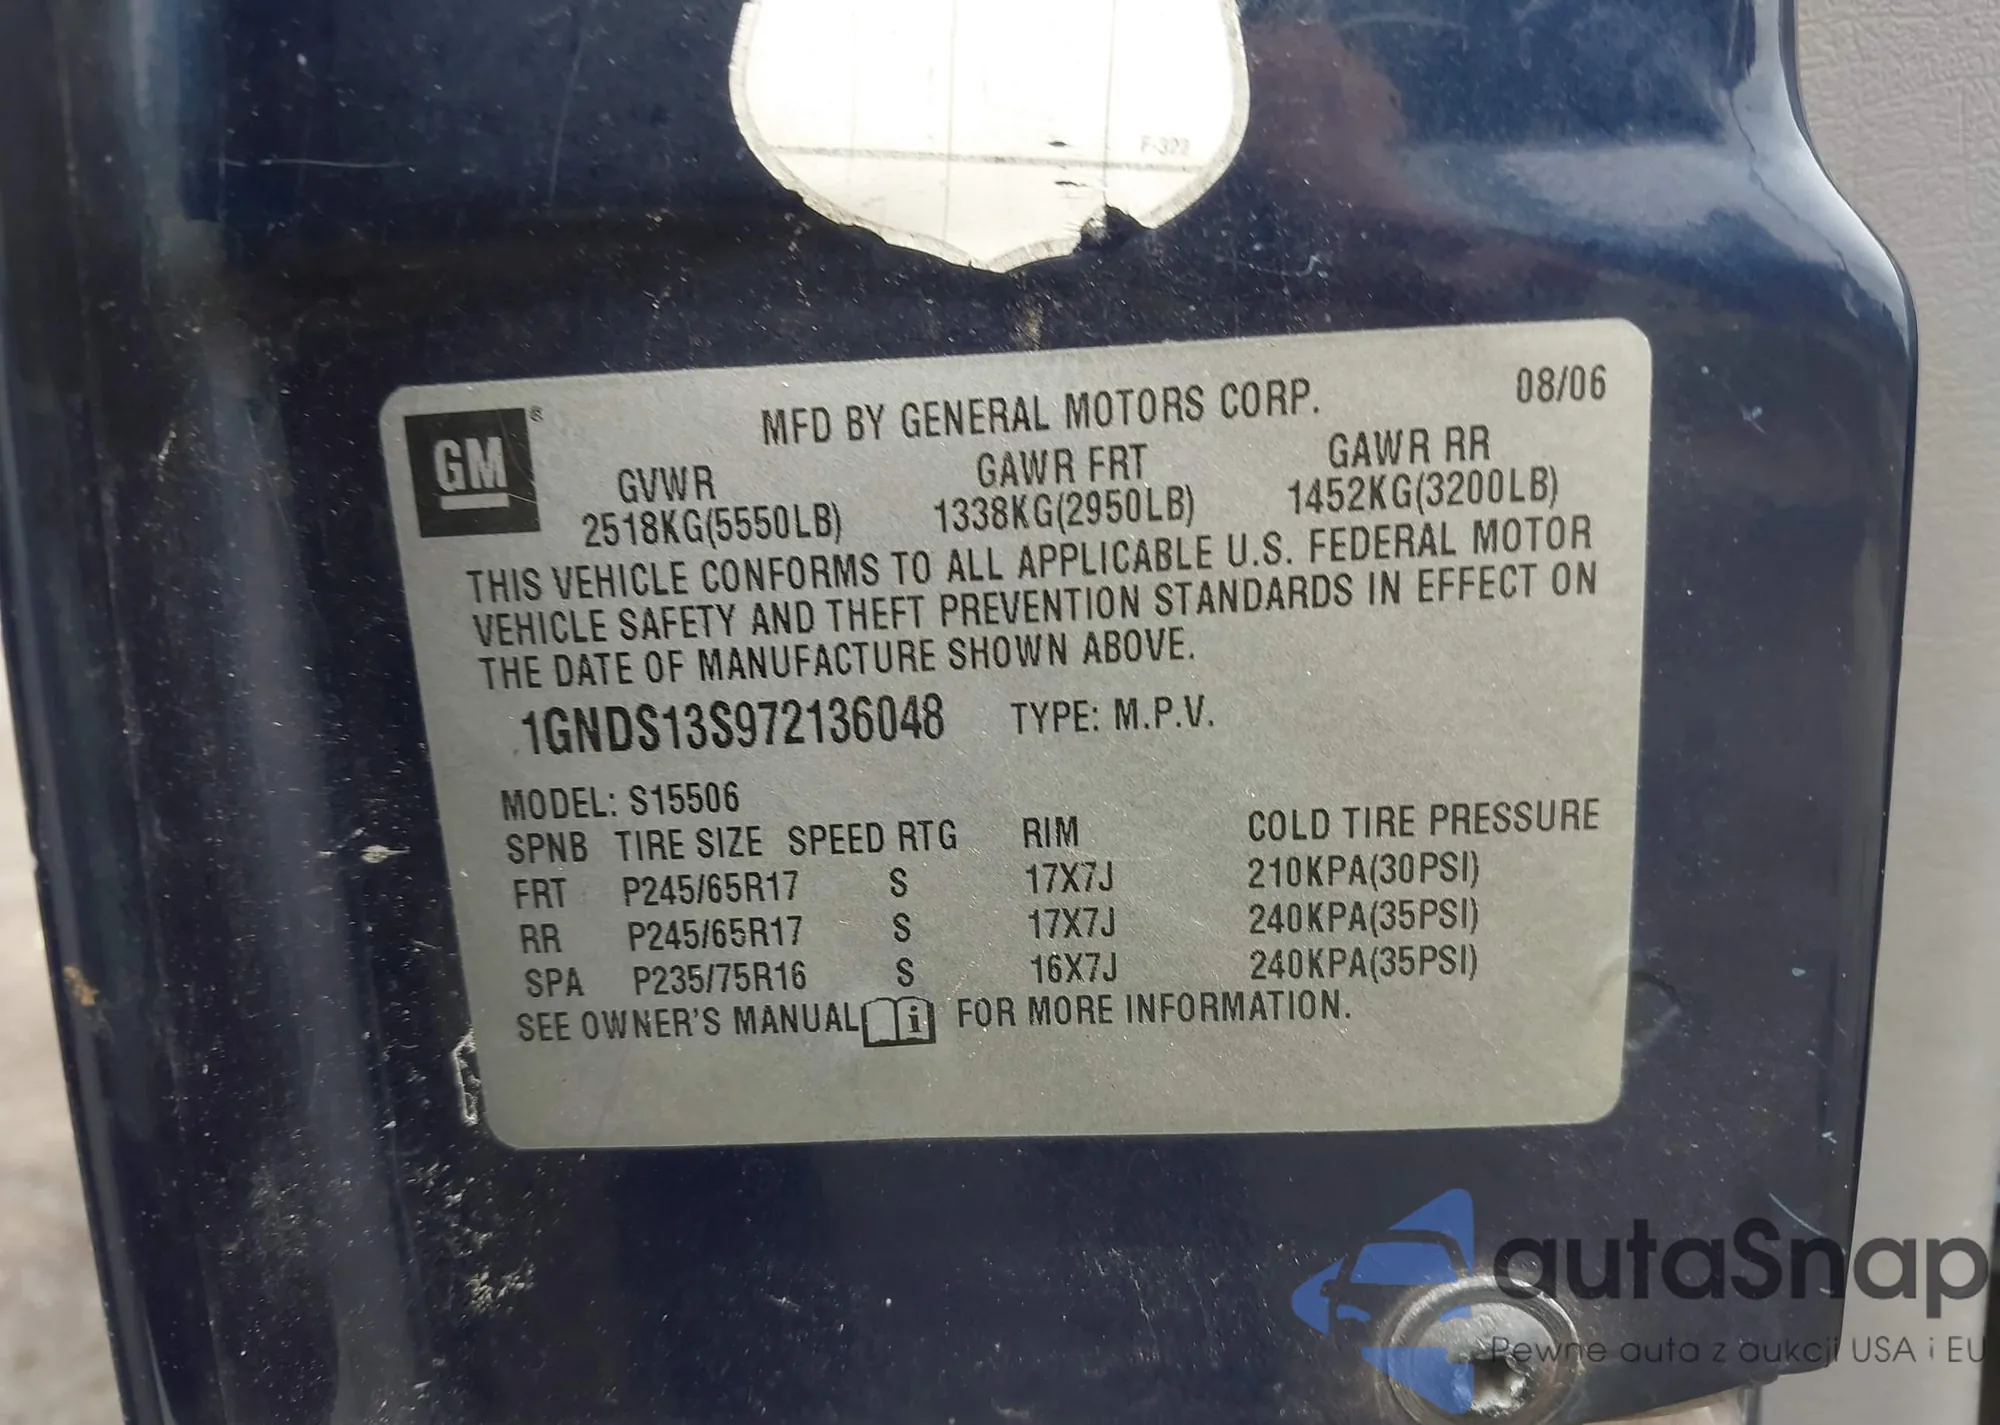 F-322
MFD BY GENERAL MOTORS CORP. 08/06
GM®
GVWR GAWR FRT GAWR RR
2518KG(5550LB) 1338KG(2950LB) 1452KG(3200LB)
THIS VEHICLE CONFORMS TO ALL APPLICABLE U.S. FEDERAL MOTOR
VEHICLE SAFETY AND THEFT PREVENTION STANDARDS IN EFFECT ON
THE DATE OF MANUFACTURE SHOWN ABOVE.
1GNDS13S972136048 TYPE: M.P.V.
MODEL: S15506
SPNB TIRE SIZE SPEED RTG RIM COLD TIRE PRESSURE
FRT P245/65R17 S 17X7J 210KPA(30PSI)
RR P245/65R17 S 17X7J 240KPA(35PSI)
SPA P235/75R16 S 16X7J 240KPA(35PSI)
SEE OWNER'S MANUAL i FOR MORE INFORMATION.
autaSnap
Pewne auta z aukcji USA i EU